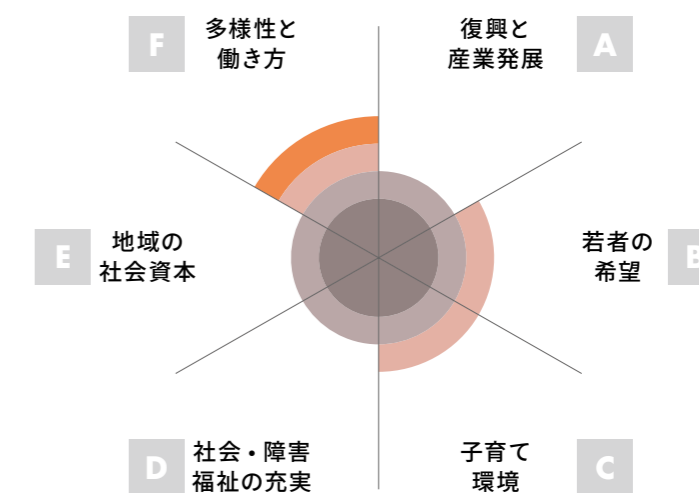 F
多様性と
働き方
復興と
産業発展
A
E
地域の
社会資本
若者の
希望
B
D
社会・障害
福祉の充実
子育て
環境
C